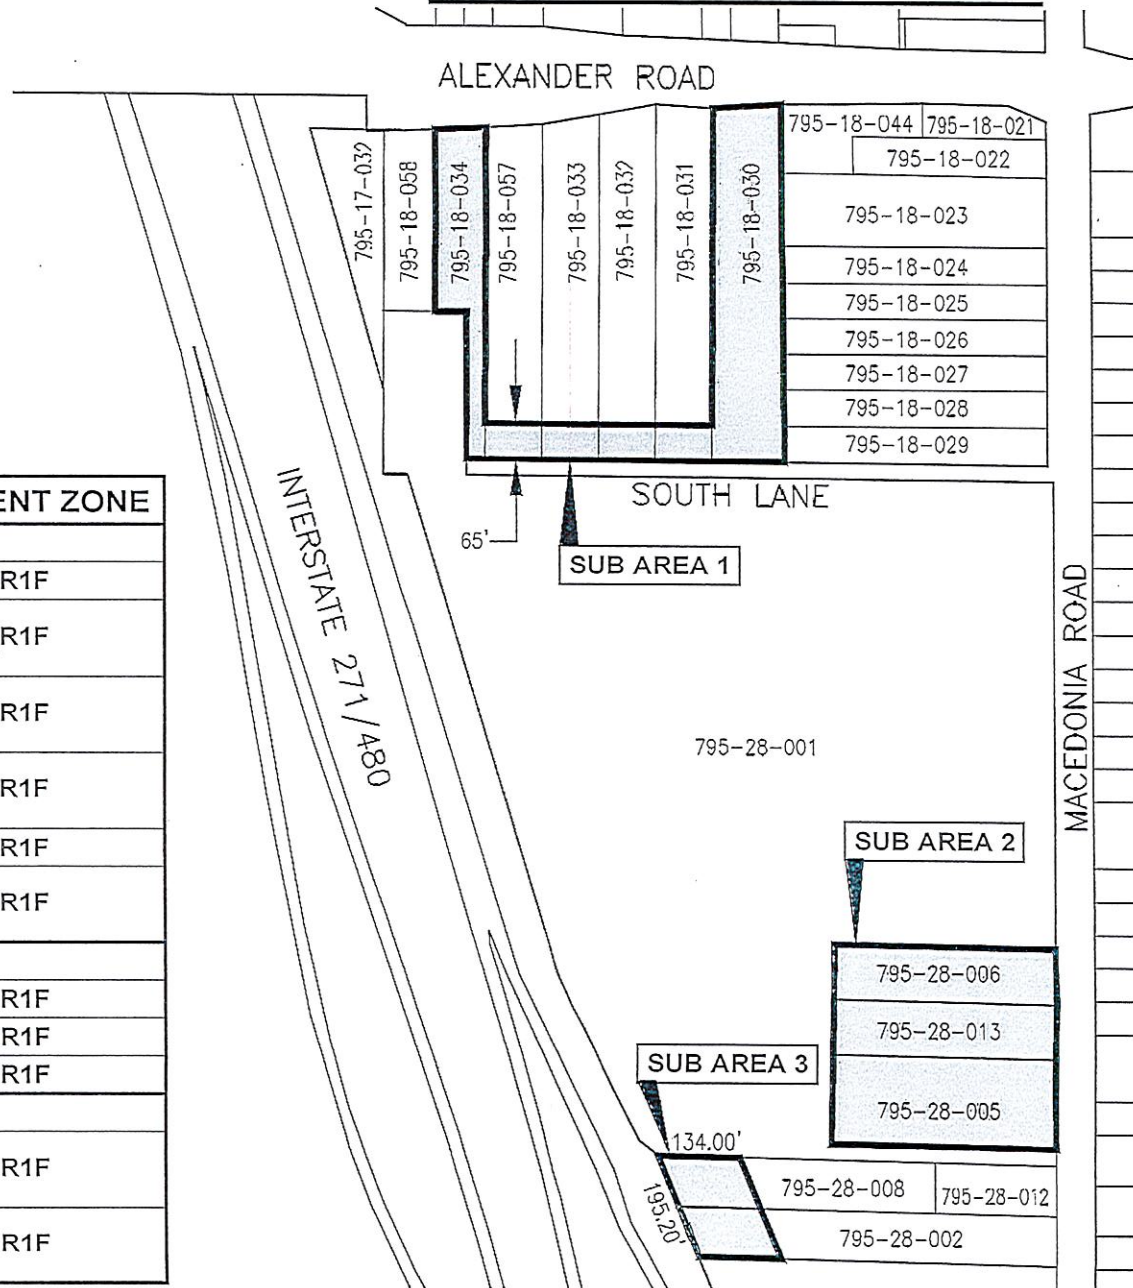 ALEXANDER ROAD
795-17-032
795-18-058
795-18-034
795-18-057
795-18-033
795-18-032
795-18-031
795-18-030
795-18-044
795-18-021
795-18-022
795-18-023
795-18-024
795-18-025
795-18-026
795-18-027
795-18-028
795-18-029
SOUTH LANE
65'
SUB AREA 1
INTERSTATE 271/480
MACEDONIA ROAD
795-28-001
SUB AREA 2
795-28-006
795-28-013
795-28-005
SUB AREA 3
134.00'
195.20'
795-28-008
795-28-012
795-28-002
ENT ZONE
R1F
R1F
R1F
R1F
R1F
R1F
R1F
R1F
R1F
R1F
R1F